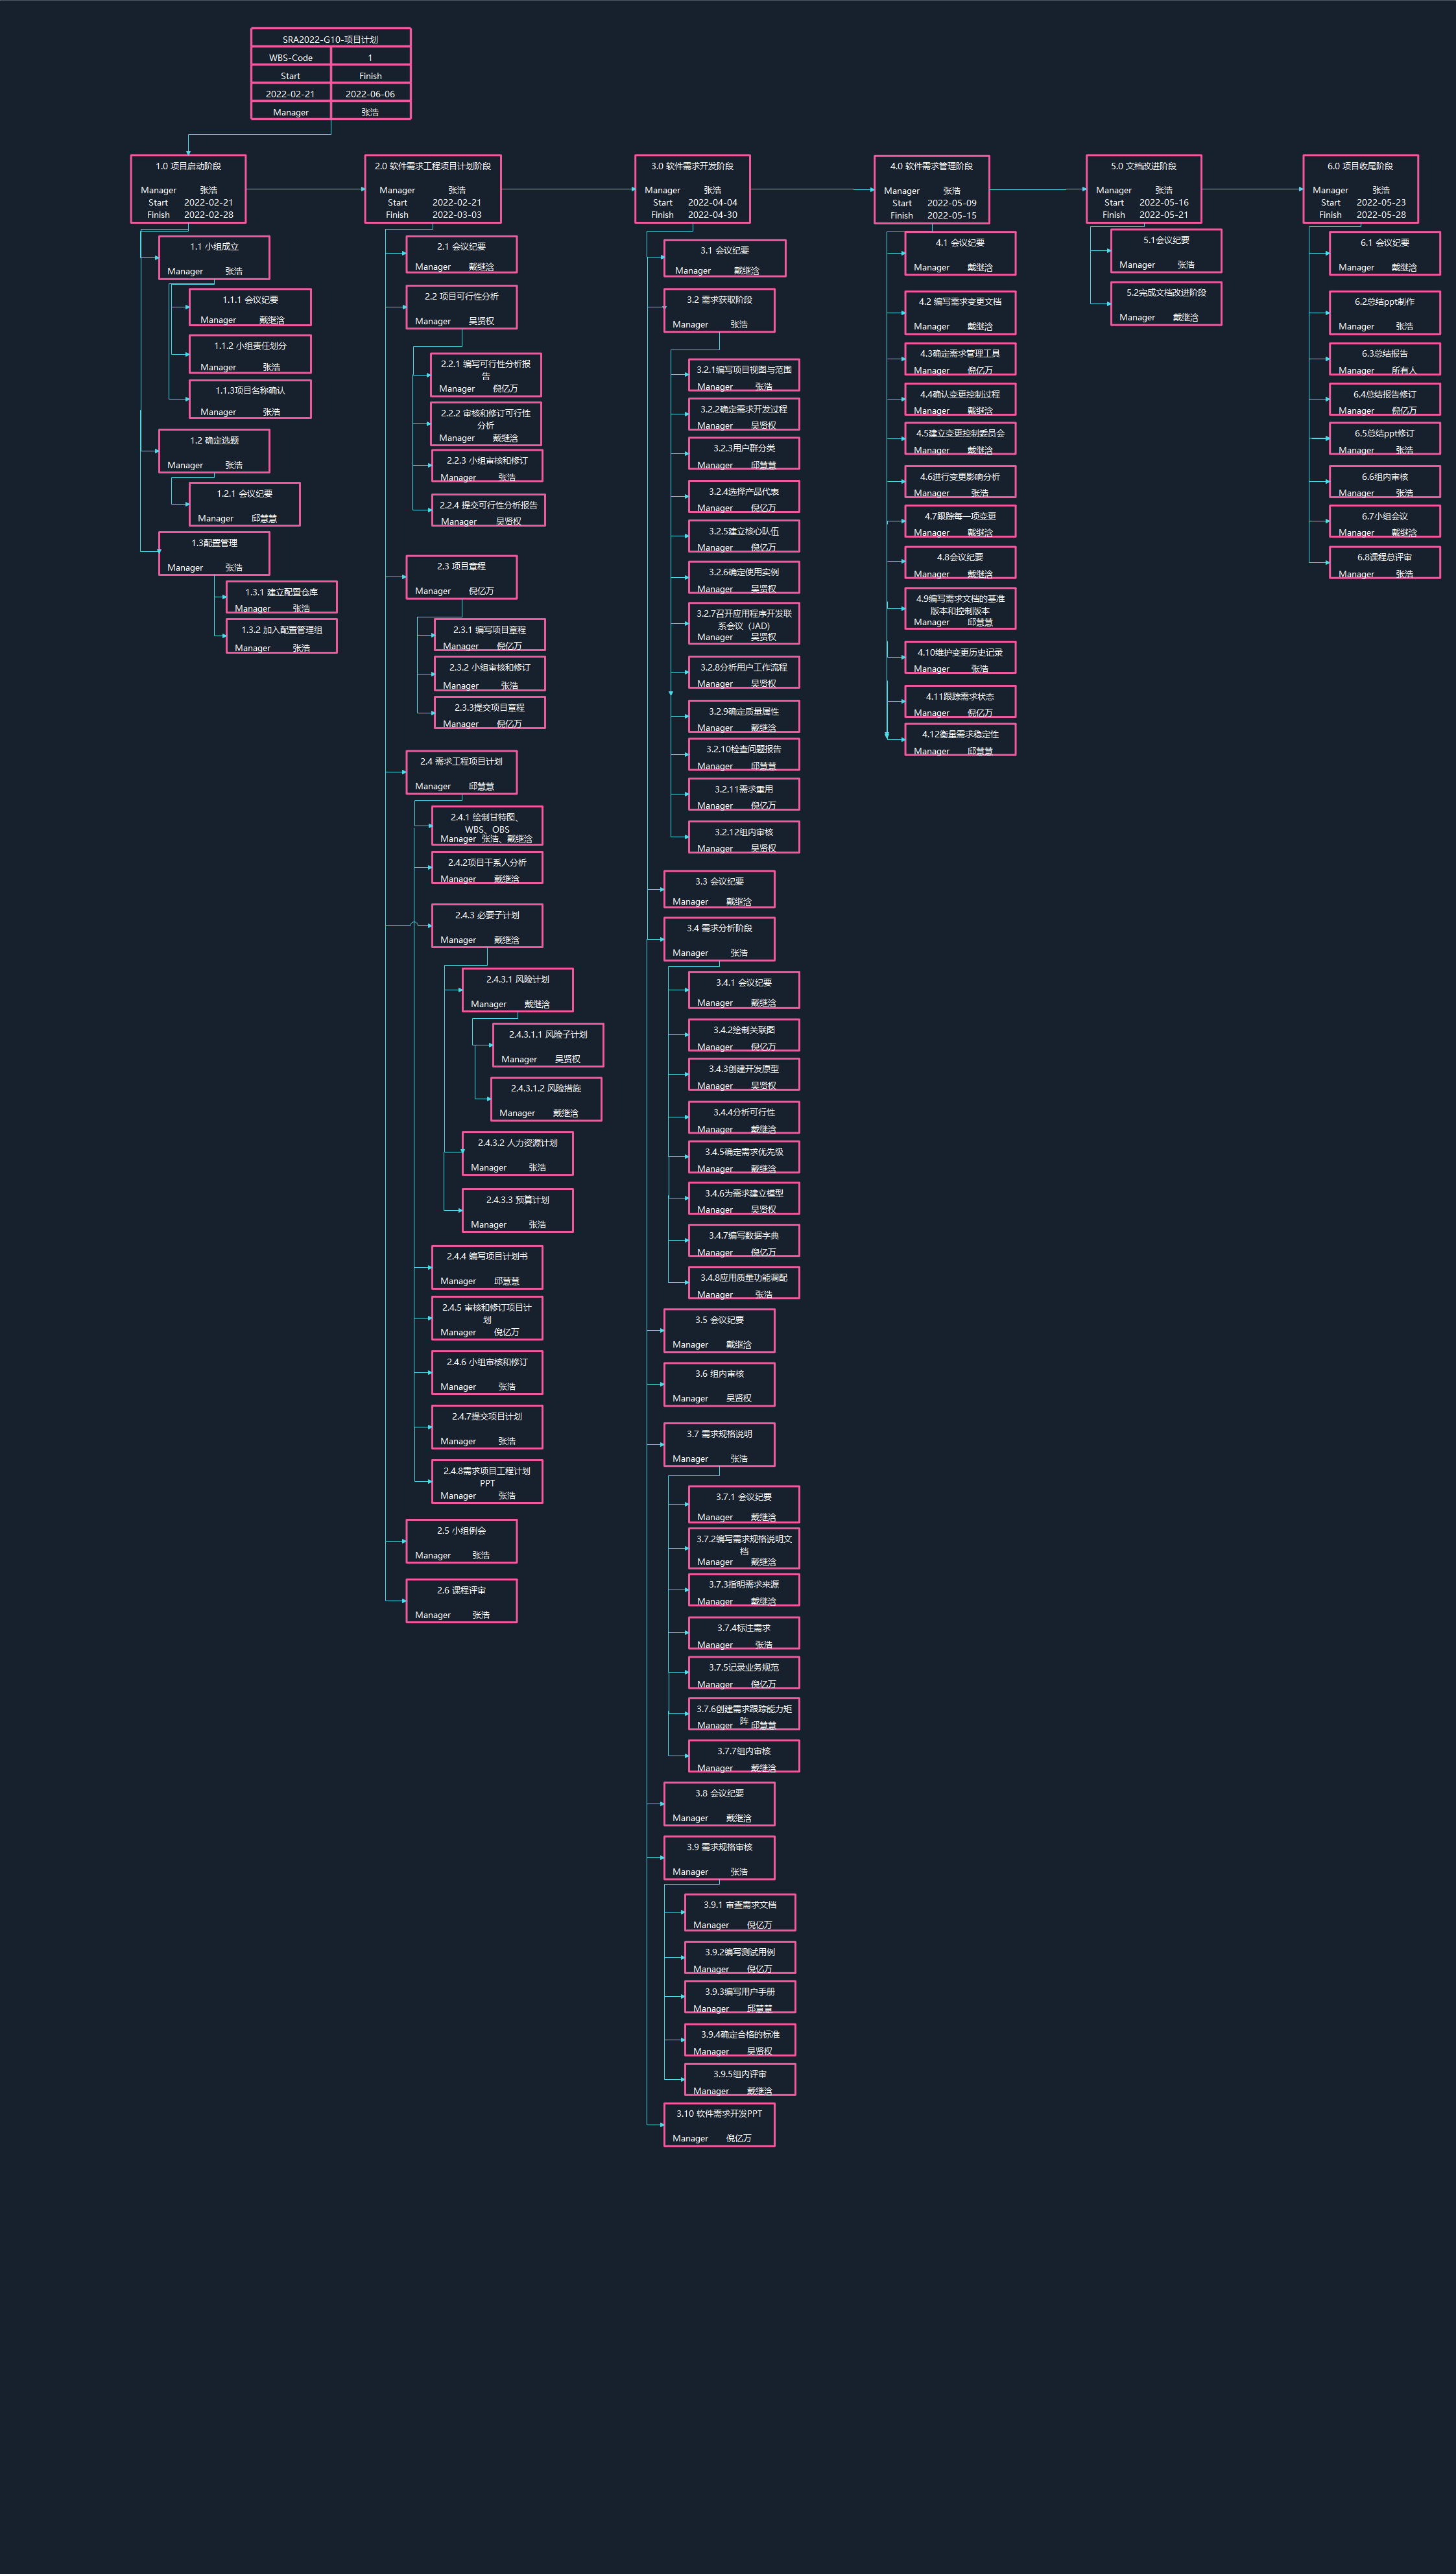 SRA2022-G10-项目计划
WBS-Code 1
Start Finish
2022-02-21 2022-06-06
Manager 张浩
1.0 项目启动阶段
Manager 张浩
Start 2022-02-21
Finish 2022-02-28
1.1 小组成立
Manager 张浩
1.1.1 会议纪要
Manager 戴继浛
1.1.2 小组责任划分
Manager 张浩
1.1.3项目名称确认
Manager 张浩
1.2 确定选题
Manager 张浩
1.2.1 会议纪要
Manager 邱慧慧
1.3配置管理
Manager 张浩
1.3.1 建立配置仓库
Manager 张浩
1.3.2 加入配置管理组
Manager 张浩
2.0 软件需求工程项目计划阶段
Manager 张浩
Start 2022-02-21
Finish 2022-03-03
2.1 会议纪要
Manager 戴继浛
2.2 项目可行性分析
Manager 吴贤权
2.2.1 编写可行性分析报
告
Manager 倪亿万
2.2.2 审核和修订可行性
分析
Manager 戴继浛
2.2.3 小组审核和修订
Manager 张浩
2.2.4 提交可行性分析报告
Manager 吴贤权
2.3 项目章程
Manager 倪亿万
2.3.1 编写项目章程
Manager 倪亿万
2.3.2 小组审核和修订
Manager 张浩
2.3.3提交项目章程
Manager 倪亿万
2.4 需求工程项目计划
Manager 邱慧慧
2.4.1 绘制甘特图、
WBS、OBS
Manager 张浩、戴继浛
2.4.2项目干系人分析
Manager 戴继浛
2.4.3 必要子计划
Manager 戴继浛
2.4.3.1 风险计划
Manager 戴继浛
2.4.3.1.1 风险子计划
Manager 吴贤权
2.4.3.1.2 风险措施
Manager 戴继浛
2.4.3.2 人力资源计划
Manager 张浩
2.4.3.3 预算计划
Manager 张浩
2.4.4 编写项目计划书
Manager 邱慧慧
2.4.5 审核和修订项目计
划
Manager 倪亿万
2.4.6 小组审核和修订
Manager 张浩
2.4.7提交项目计划
Manager 张浩
2.4.8需求项目工程计划
PPT
Manager 张浩
2.5 小组例会
Manager 张浩
2.6 课程评审
Manager 张浩
3.0 软件需求开发阶段
Manager 张浩
Start 2022-04-04
Finish 2022-04-30
3.1 会议纪要
Manager 戴继浛
3.2 需求获取阶段
Manager 张浩
3.2.1编写项目视图与范围
Manager 张浩
3.2.2确定需求开发过程
Manager 吴贤权
3.2.3用户群分类
Manager 邱慧慧
3.2.4选择产品代表
Manager 倪亿万
3.2.5建立核心队伍
Manager 倪亿万
3.2.6确定使用实例
Manager 吴贤权
3.2.7召开应用程序开发联
系会议（JAD)
Manager 吴贤权
3.2.8分析用户工作流程
Manager 吴贤权
3.2.9确定质量属性
Manager 戴继浛
3.2.10检查问题报告
Manager 邱慧慧
3.2.11需求重用
Manager 倪亿万
3.2.12组内审核
Manager 吴贤权
3.3 会议纪要
Manager 戴继浛
3.4 需求分析阶段
Manager 张浩
3.4.1 会议纪要
Manager 戴继浛
3.4.2绘制关联图
Manager 倪亿万
3.4.3创建开发原型
Manager 吴贤权
3.4.4分析可行性
Manager 戴继浛
3.4.5确定需求优先级
Manager 戴继浛
3.4.6为需求建立模型
Manager 吴贤权
3.4.7编写数据字典
Manager 倪亿万
3.4.8应用质量功能调配
Manager 张浩
3.5 会议纪要
Manager 戴继浛
3.6 组内审核
Manager 吴贤权
3.7 需求规格说明
Manager 张浩
3.7.1 会议纪要
Manager 戴继浛
3.7.2编写需求规格说明文
档
Manager 戴继浛
3.7.3指明需求来源
Manager 戴继浛
3.7.4标注需求
Manager 张浩
3.7.5记录业务规范
Manager 倪亿万
3.7.6创建需求跟踪能力矩
阵
Manager 邱慧慧
3.7.7组内审核
Manager 戴继浛
3.8 会议纪要
Manager 戴继浛
3.9 需求规格审核
Manager 张浩
3.9.1 审查需求文档
Manager 倪亿万
3.9.2编写测试用例
Manager 倪亿万
3.9.3编写用户手册
Manager 邱慧慧
3.9.4确定合格的标准
Manager 吴贤权
3.9.5组内评审
Manager 戴继浛
3.10 软件需求开发PPT
Manager 倪亿万
4.0 软件需求管理阶段
Manager 张浩
Start 2022-05-09
Finish 2022-05-15
4.1 会议纪要
Manager 戴继浛
4.2 编写需求变更文档
Manager 戴继浛
4.3确定需求管理工具
Manager 倪亿万
4.4确认变更控制过程
Manager 戴继浛
4.5建立变更控制委员会
Manager 戴继浛
4.6进行变更影响分析
Manager 张浩
4.7跟踪每一项变更
Manager 戴继浛
4.8会议纪要
Manager 戴继浛
4.9编写需求文档的基准
版本和控制版本
Manager 邱慧慧
4.10维护变更历史记录
Manager 张浩
4.11跟踪需求状态
Manager 倪亿万
4.12衡量需求稳定性
Manager 邱慧慧
5.0 文档改进阶段
Manager 张浩
Start 2022-05-16
Finish 2022-05-21
5.1会议纪要
Manager 张浩
5.2完成文档改进阶段
Manager 戴继浛
6.0 项目收尾阶段
Manager 张浩
Start 2022-05-23
Finish 2022-05-28
6.1 会议纪要
Manager 戴继浛
6.2总结ppt制作
Manager 张浩
6.3总结报告
Manager 所有人
6.4总结报告修订
Manager 倪亿万
6.5总结ppt修订
Manager 张浩
6.6组内审核
Manager 张浩
6.7小组会议
Manager 戴继浛
6.8课程总评审
Manager 张浩